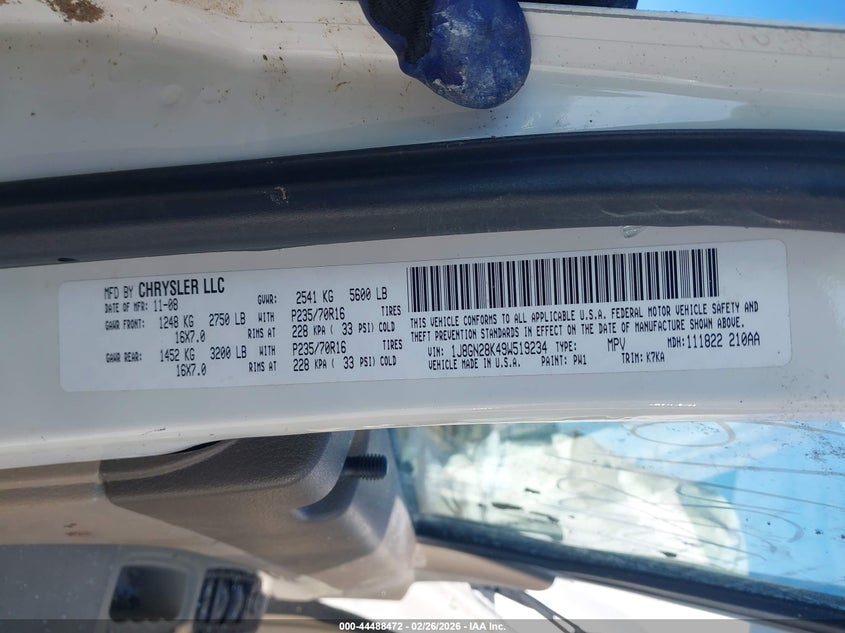 MFD BY CHRYSLER LLC
DATE OF MFR: 11-08 GVWR: 2541 KG 5600 LB
GAWR FRONT: 1248 KG 2750 LB WITH P235/70R16 TIRES
16X7.0 RIMS AT 228 KPA ( 33 PSI) COLD
GAWR REAR: 1452 KG 3200 LB WITH P235/70R16 TIRES
16X7.0 RIMS AT 228 KPA ( 33 PSI) COLD
THIS VEHICLE CONFORMS TO ALL APPLICABLE U.S.A. FEDERAL MOTOR VEHICLE SAFETY AND
THEFT PREVENTION STANDARDS IN EFFECT ON THE DATE OF MANUFACTURE SHOWN ABOVE.
VIN: 1J8GN28K49W519234 TYPE: MPV MDH: 111822 210AA
VEHICLE MADE IN U.S.A. PAINT: PW1 TRIM: K7KA
000-44488472 — 02/26/2026 — IAA Inc.